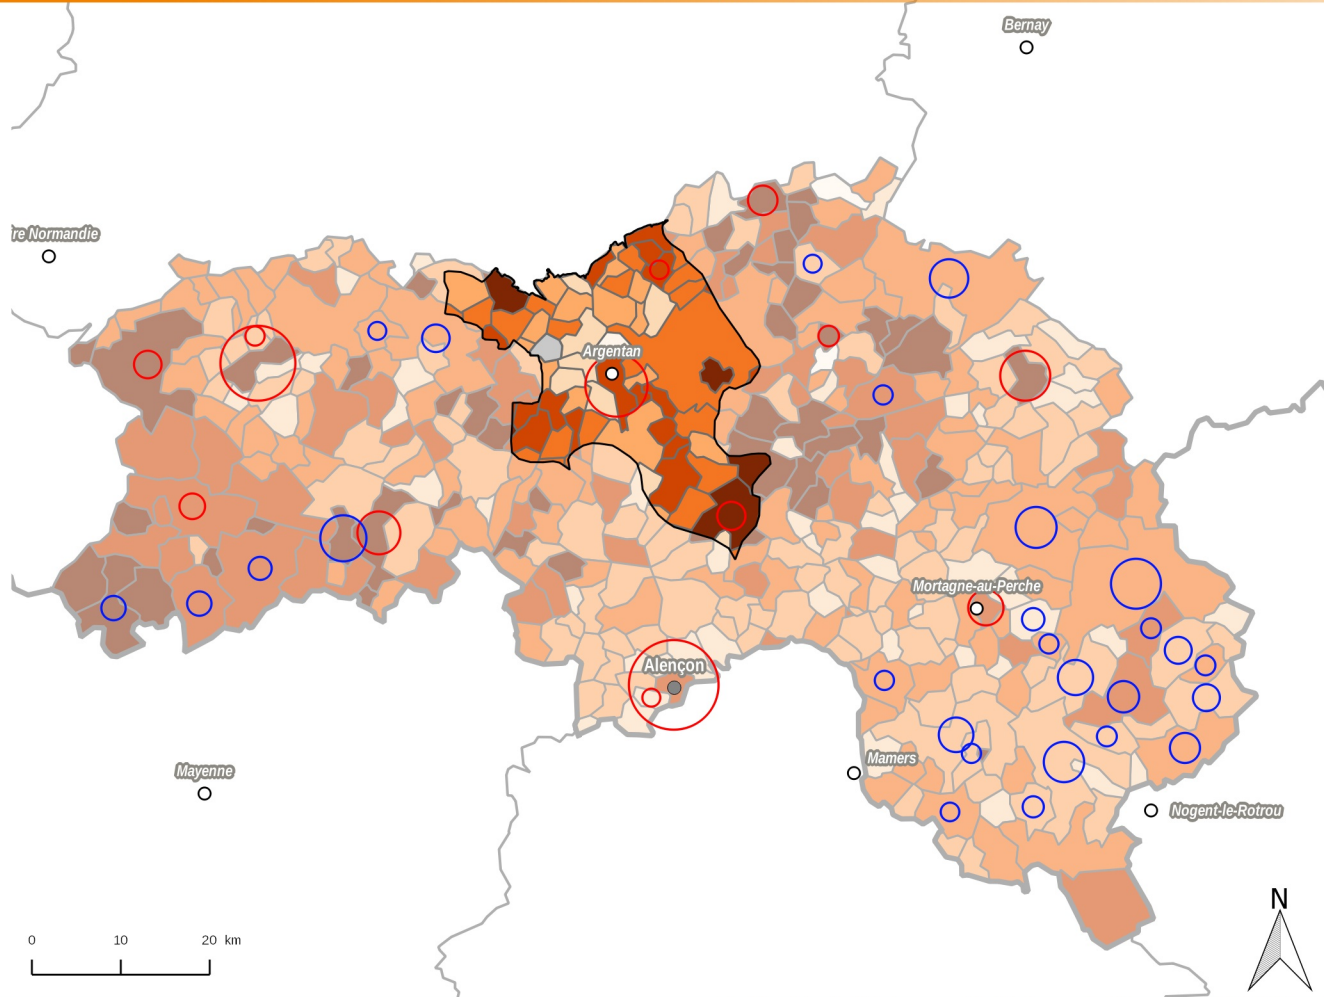 Bernay
re Normandie
Argentan
Mortagne-au-Perche
Alençon
Mamers
Mayenne
Nogent-le-Rotrou
N
0 10 20 km